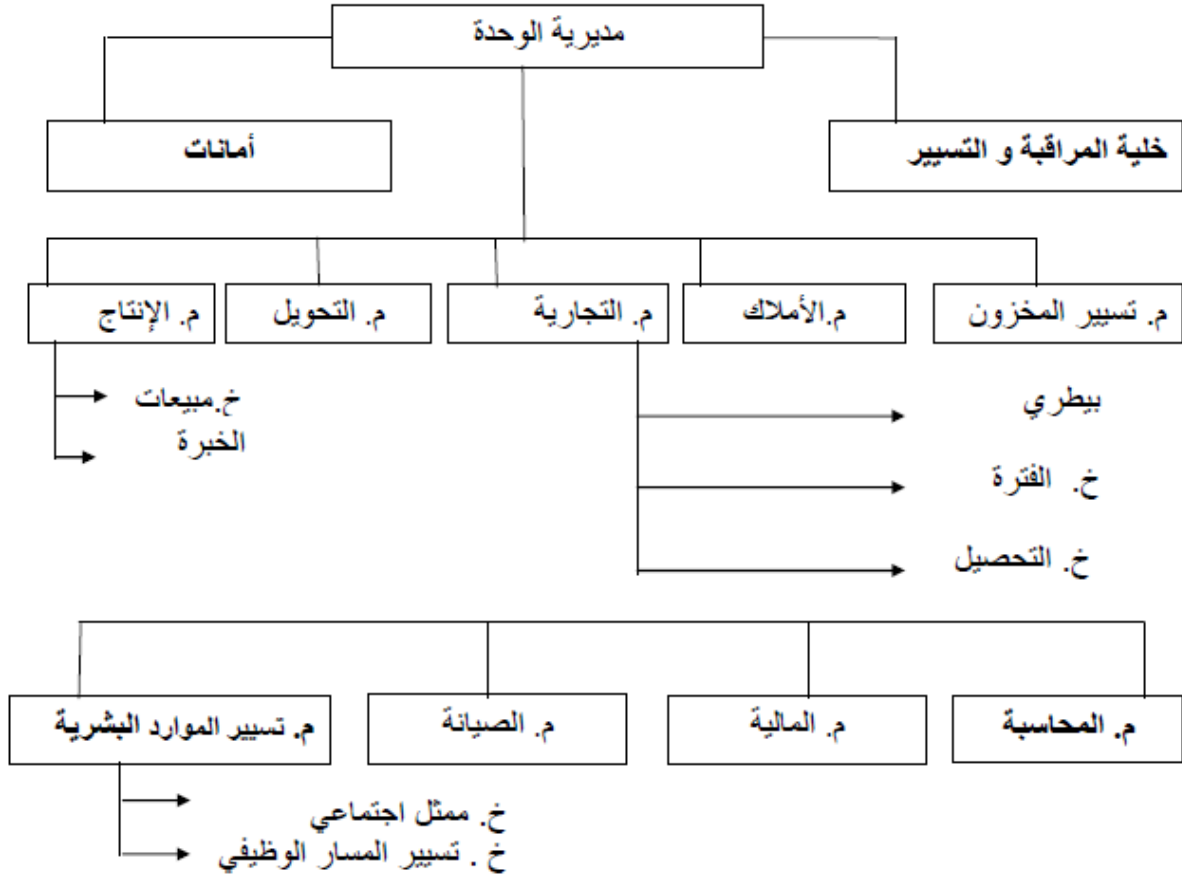 مديرية الوحدة
خلية المراقبة و التسيير
أمانات
م. تسيير المخزون
م.الأملاك
م. التجارية
م. التحويل
م. الإنتاج
بيطري
خ. الفترة
خ. التحصيل
خ.مبيعات
الخبرة
م. المحاسبة
م. المالية
م. الصيانة
م. تسيير الموارد البشرية
خ. ممثل اجتماعي
خ . تسيير المسار الوظيفي